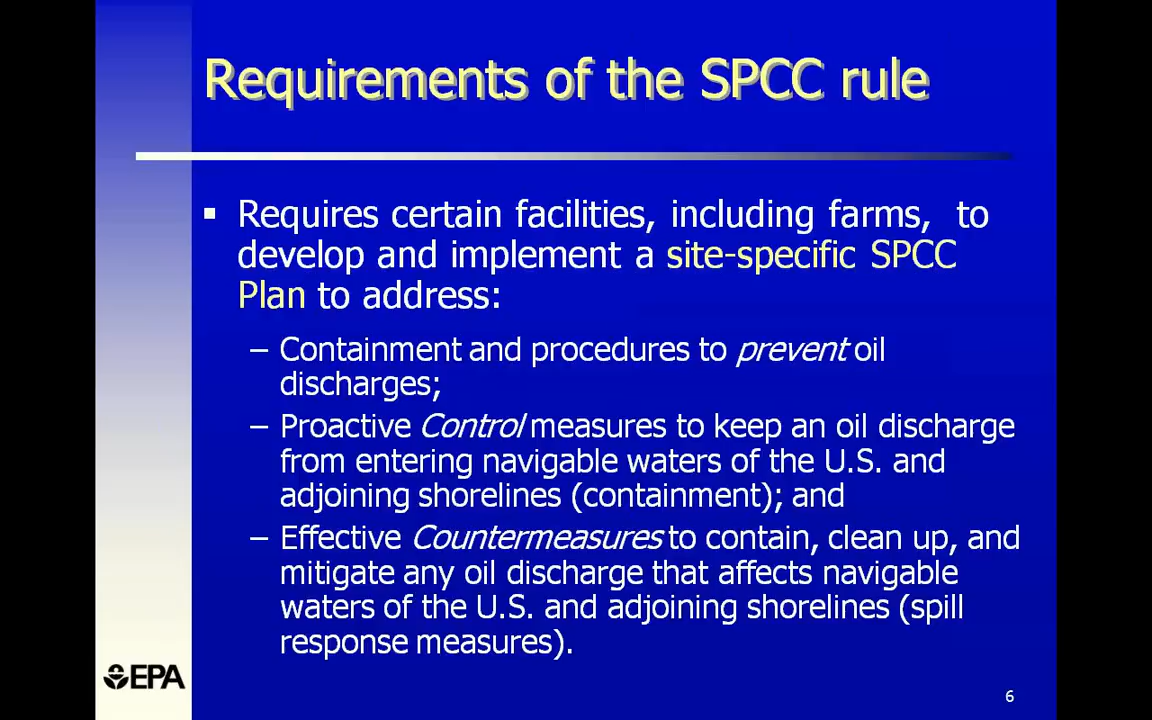 Requirements of the SPCC rule
▪ Requires certain facilities, including farms, to
develop and implement a site-specific SPCC
Plan to address:
– Containment and procedures to prevent oil
discharges;
– Proactive Control measures to keep an oil discharge
from entering navigable waters of the U.S. and
adjoining shorelines (containment); and
– Effective Countermeasures to contain, clean up, and
mitigate any oil discharge that affects navigable
waters of the U.S. and adjoining shorelines (spill
response measures).
EPA
6